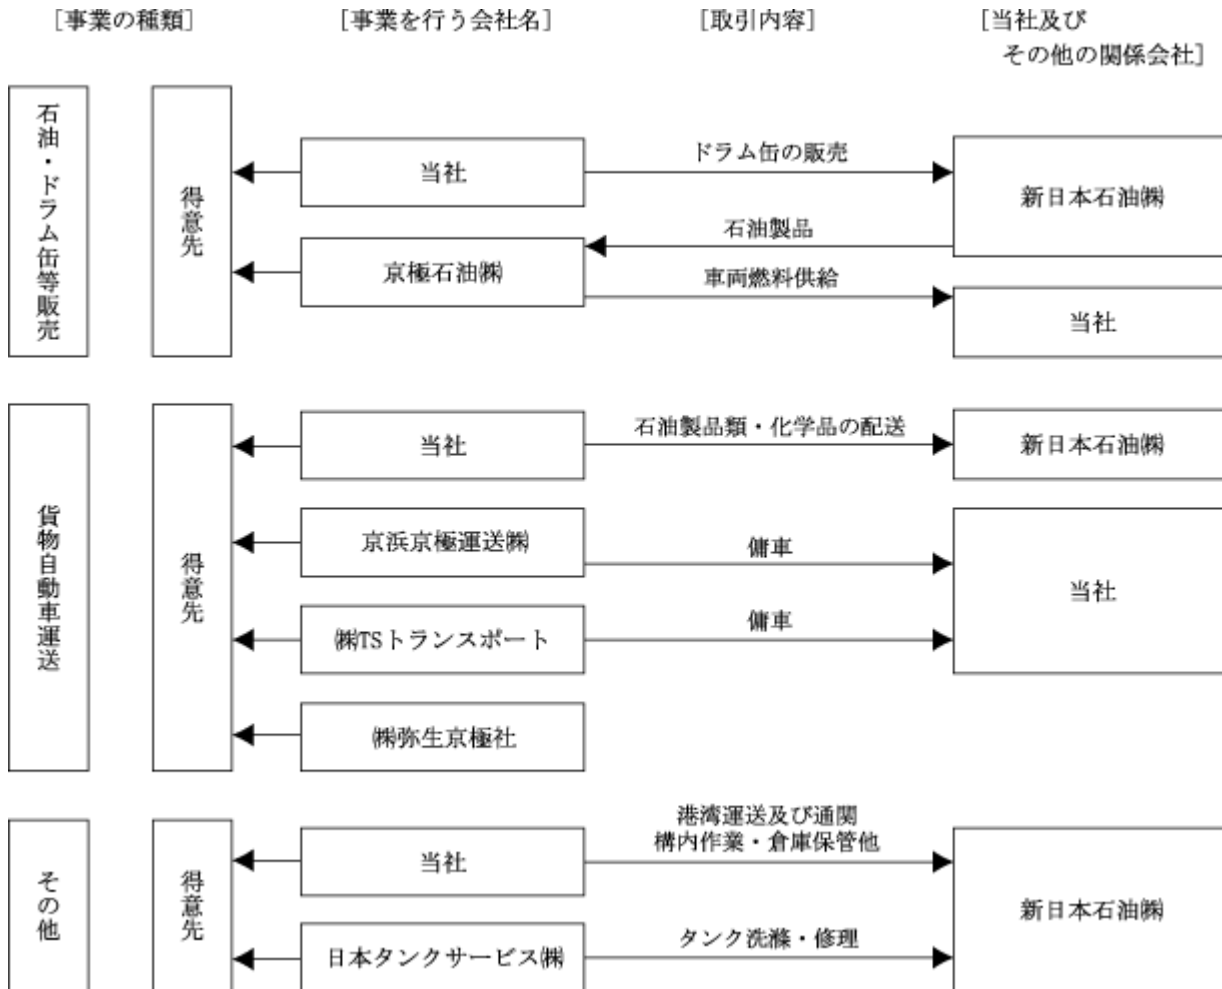 [事業の種類]
[事業を行う会社名]
[取引内容]
[当社及び
その他の関係会社]
石油・ドラム缶等販売
得意先
当社
ドラム缶の販売
新日本石油㈱
石油製品
京極石油㈱
車両燃料供給
当社
貨物自動車運送
得意先
当社
石油製品類・化学品の配送
新日本石油㈱
京浜京極運送㈱
傭車
当社
㈱TSトランスポート
傭車
㈱弥生京極社
その他
得意先
当社
港湾運送及び通関
構内作業・倉庫保管他
新日本石油㈱
日本タンクサービス㈱
タンク洗滌・修理